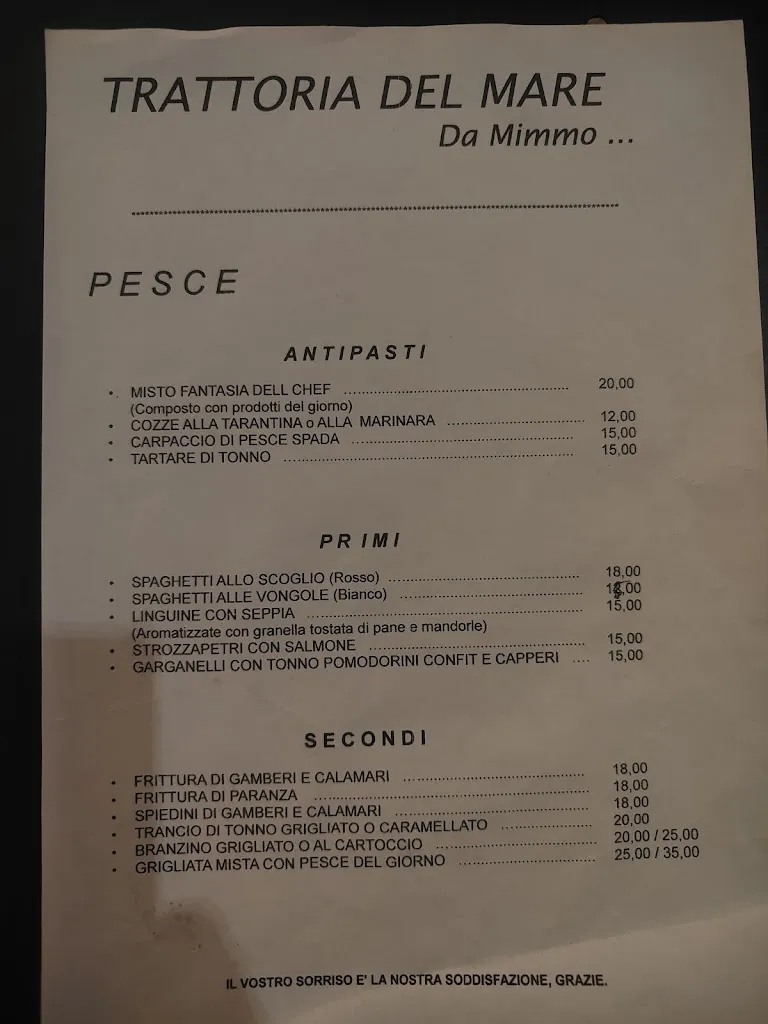 TRATTORIA DEL MARE
Da Mimmo ...
PESCE
ANTIPASTI
• MISTO FANTASIA DELL CHEF ........................ 20,00
(Composto con prodotti del giorno)
• COZZE ALLA TARANTINA o ALLA MARINARA ........................ 12,00
• CARPACCIO DI PESCE SPADA ........................ 15,00
• TARTARE DI TONNO ........................ 15,00
PRIMI
• SPAGHETTI ALLO SCOGLIO (Rosso) ........................ 18,00
• SPAGHETTI ALLE VONGOLE (Bianco) ........................
• LINGUINE CON SEPPIA ........................ 15,00
(Aromatizzate con granella tostata di pane e mandorle)
• STROZZAPETRI CON SALMONE ........................ 15,00
• GARGANELLI CON TONNO POMODORINI CONFIT E CAPPERI .... 15,00
SECONDI
• FRITTURA DI GAMBERI E CALAMARI ........................ 18,00
• FRITTURA DI PARANZA ........................ 18,00
• SPIEDINI DI GAMBERI E CALAMARI ........................ 18,00
• TRANCIO DI TONNO GRIGLIATO O CARAMELLATO ........................ 20,00
• BRANZINO GRIGLIATO O AL CARTOCCIO ........................ 20,00 / 25,00
• GRIGLIATA MISTA CON PESCE DEL GIORNO ........................ 25,00 / 35,00
IL VOSTRO SORRISO E' LA NOSTRA SODDISFAZIONE, GRAZIE.